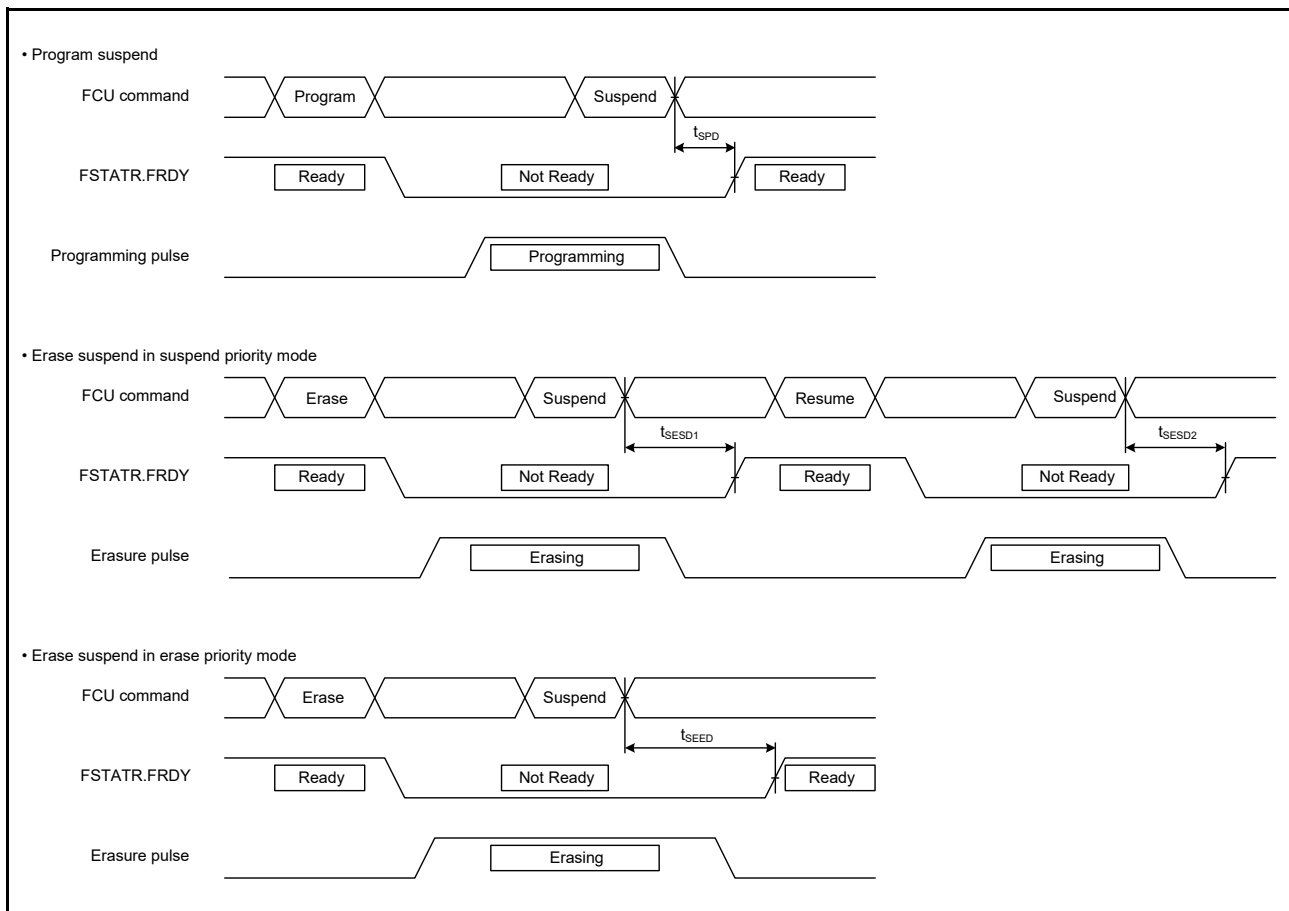 • Program suspend
FCU command
Program
Suspend
tSPD
FSTATR.FRDY
Ready
Not Ready
Ready
Programming pulse
Programming
• Erase suspend in suspend priority mode
FCU command
Erase
Suspend
Resume
Suspend
tSESD1
tSESD2
FSTATR.FRDY
Ready
Not Ready
Ready
Not Ready
Erasure pulse
Erasing
Erasing
• Erase suspend in erase priority mode
FCU command
Erase
Suspend
tSEED
FSTATR.FRDY
Ready
Not Ready
Ready
Erasure pulse
Erasing